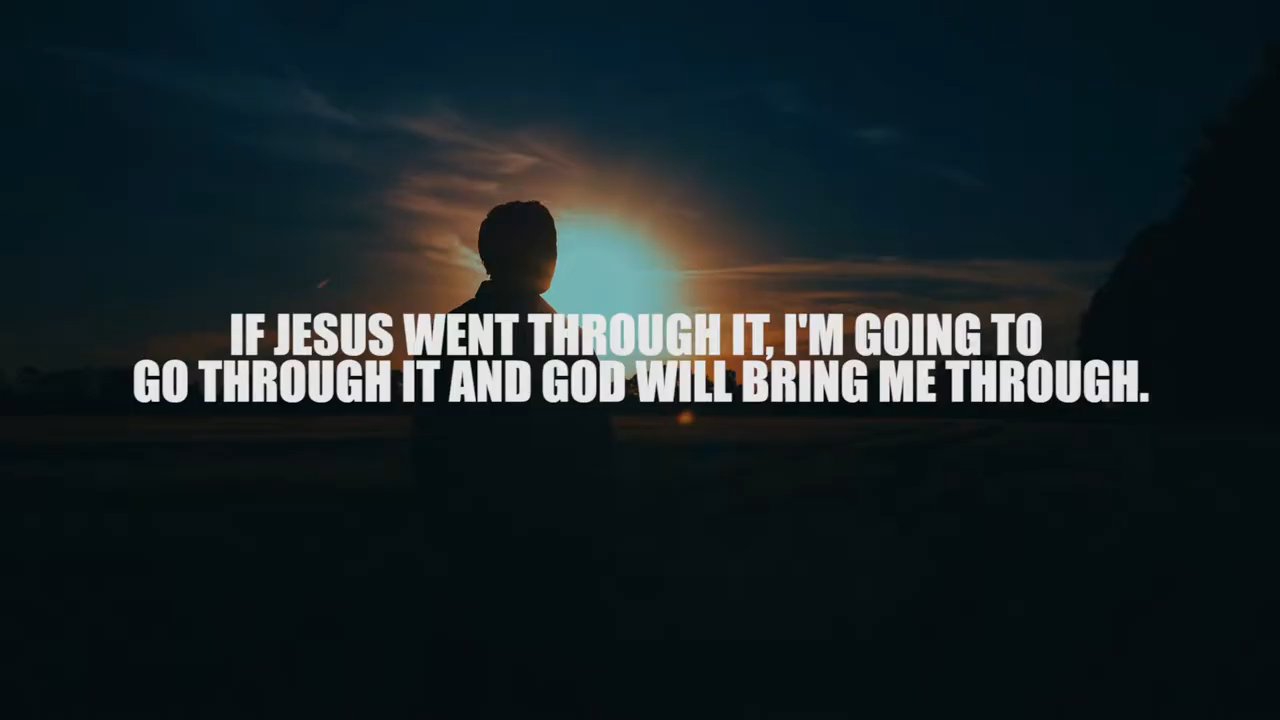 IF JESUS WENT THROUGH IT, I'M GOING TO
GO THROUGH IT AND GOD WILL BRING ME THROUGH.